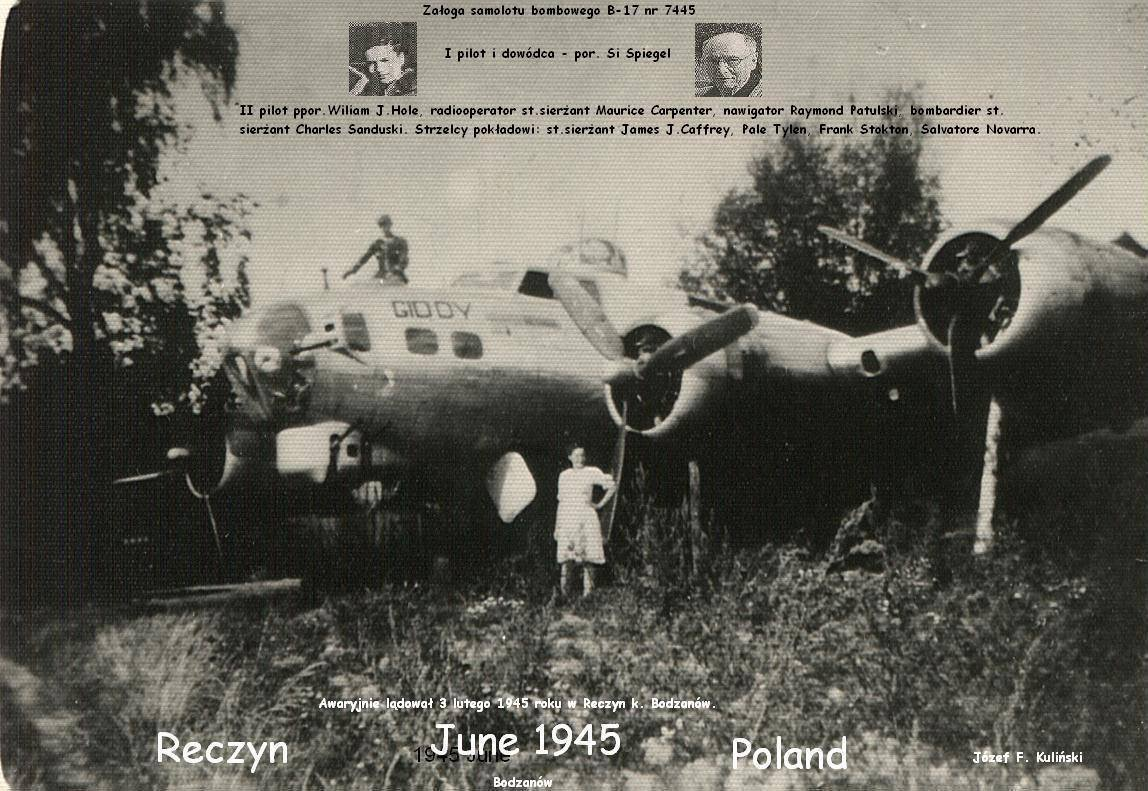 Załoga samolotu bombowego B-17 nr 7445
I pilot i dowódca - por. Si Spiegel
II pilot ppor.Wiliam J.Hole, radiooperator st.sierżant Maurice Carpenter, nawigator Raymond Patulski, bombardier st.
sierżant Charles Sanduski. Strzelcy pokładowi: st.sierżant James J.Caffrey, Pale Tylen, Frank Stokton, Salvatore Novarra.
GIDDY
Awaryjnie lądował 3 lutego 1945 roku w Reczyn k. Bodzanów.
Reczyn
June 1945
1945 June
Poland
Józef F. Kuliński
Bodzanów